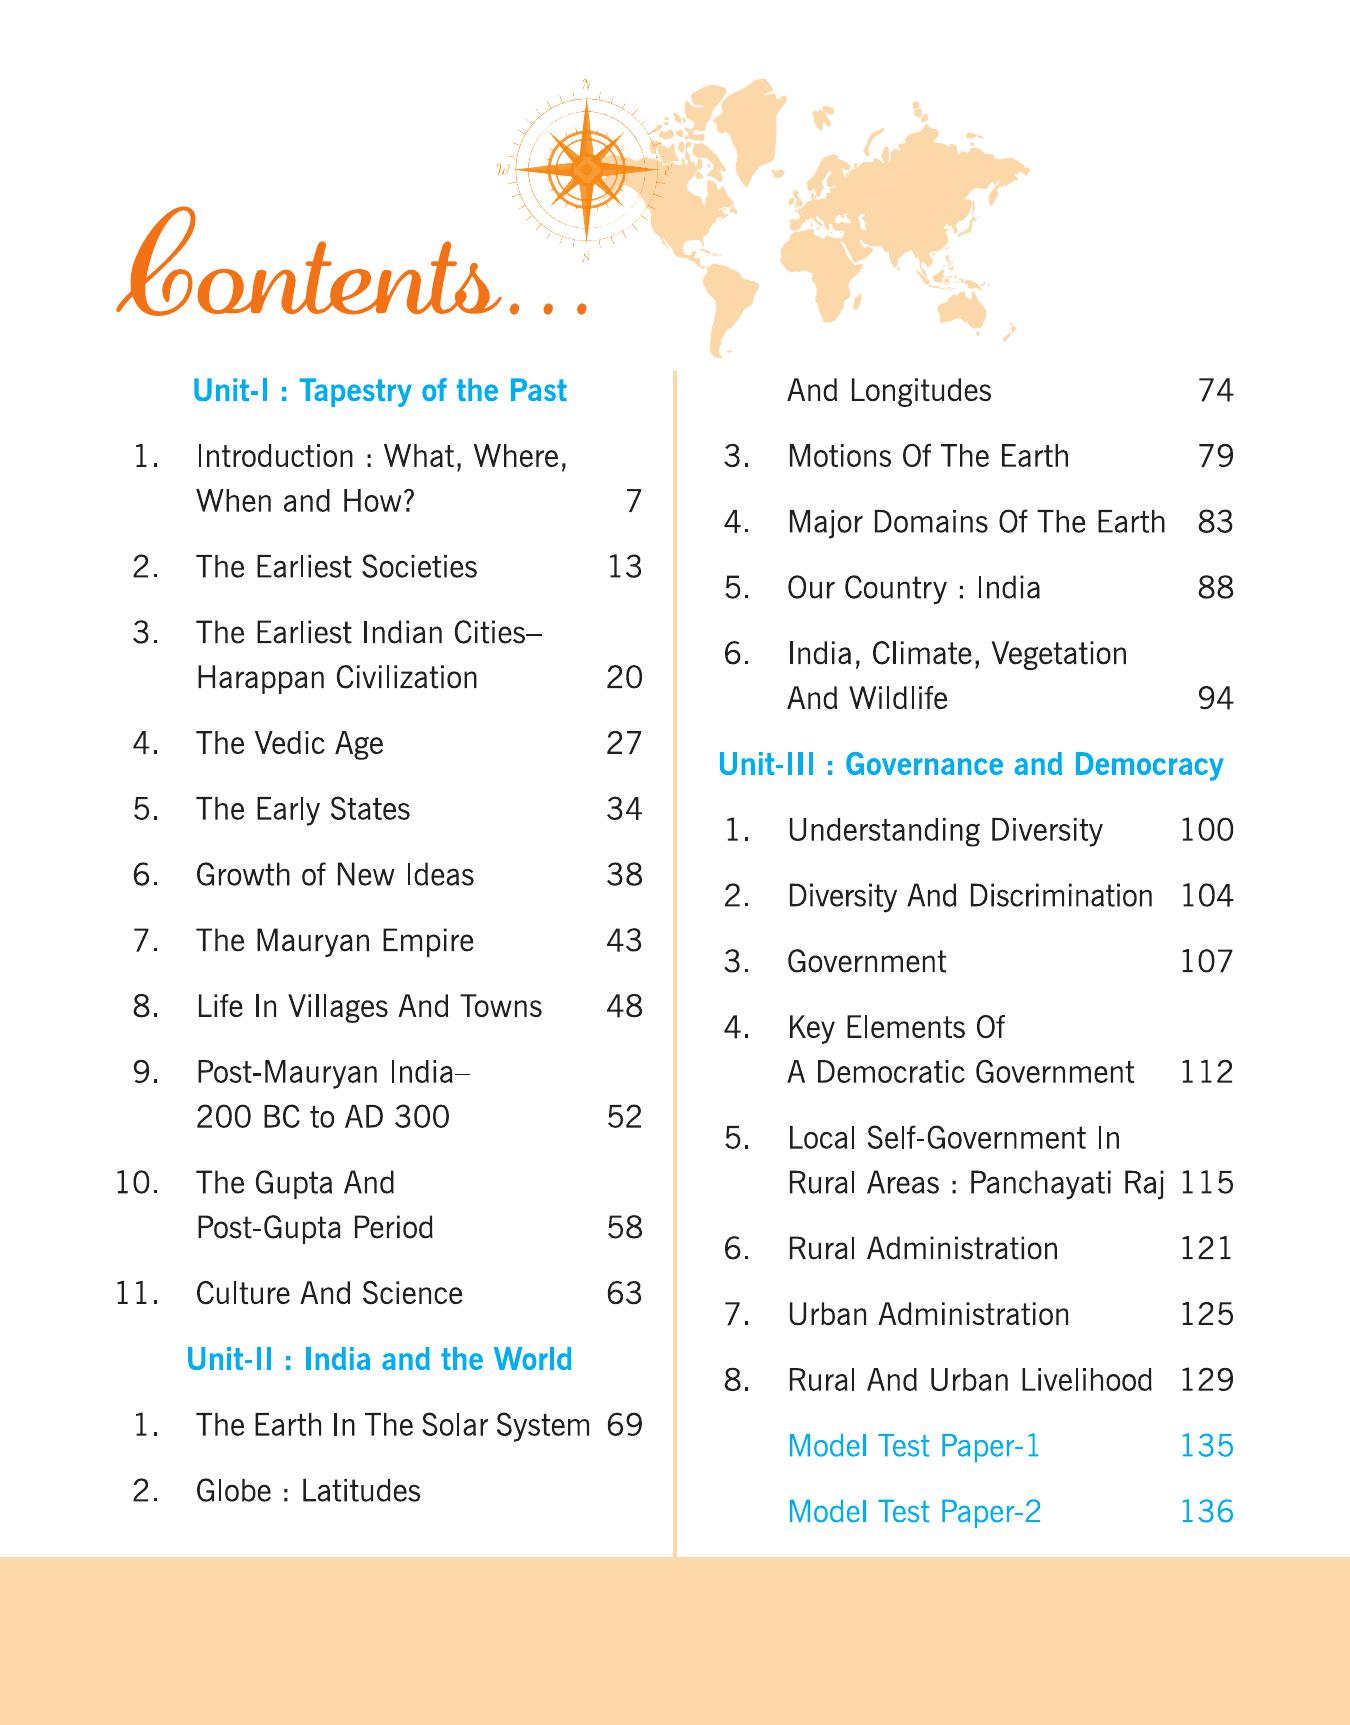 N
W
S
Contents...
Unit-I : Tapestry of the Past
1. Introduction : What, Where,
When and How? 7
2. The Earliest Societies 13
3. The Earliest Indian Cities–
Harappan Civilization 20
4. The Vedic Age 27
5. The Early States 34
6. Growth of New Ideas 38
7. The Mauryan Empire 43
8. Life In Villages And Towns 48
9. Post-Mauryan India–
200 BC to AD 300 52
10. The Gupta And
Post-Gupta Period 58
11. Culture And Science 63
Unit-II : India and the World
1. The Earth In The Solar System 69
2. Globe : Latitudes
And Longitudes 74
3. Motions Of The Earth 79
4. Major Domains Of The Earth 83
5. Our Country : India 88
6. India, Climate, Vegetation
And Wildlife 94
Unit-III : Governance and Democracy
1. Understanding Diversity 100
2. Diversity And Discrimination 104
3. Government 107
4. Key Elements Of
A Democratic Government 112
5. Local Self-Government In
Rural Areas : Panchayati Raj 115
6. Rural Administration 121
7. Urban Administration 125
8. Rural And Urban Livelihood 129
Model Test Paper-1 135
Model Test Paper-2 136